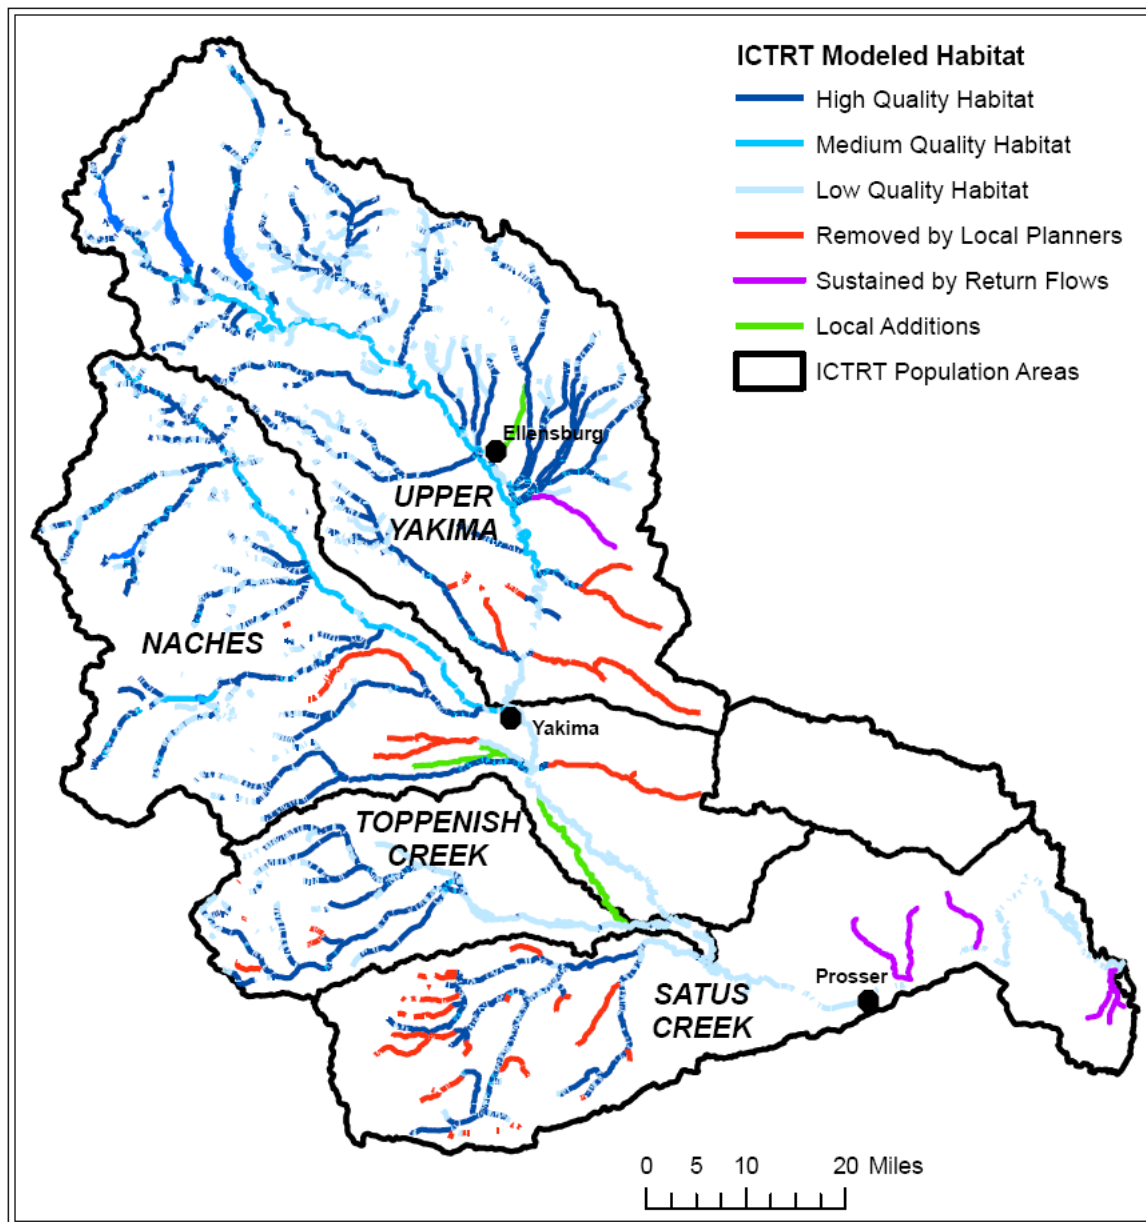 ICTRT Modeled Habitat
High Quality Habitat
Medium Quality Habitat
Low Quality Habitat
Removed by Local Planners
Sustained by Return Flows
Local Additions
ICTRT Population Areas
Ellensburg
UPPER
YAKIMA
NACHES
Yakima
TOPPENISH
CREEK
Prosser
SATUS
CREEK
0 5 10 20 Miles